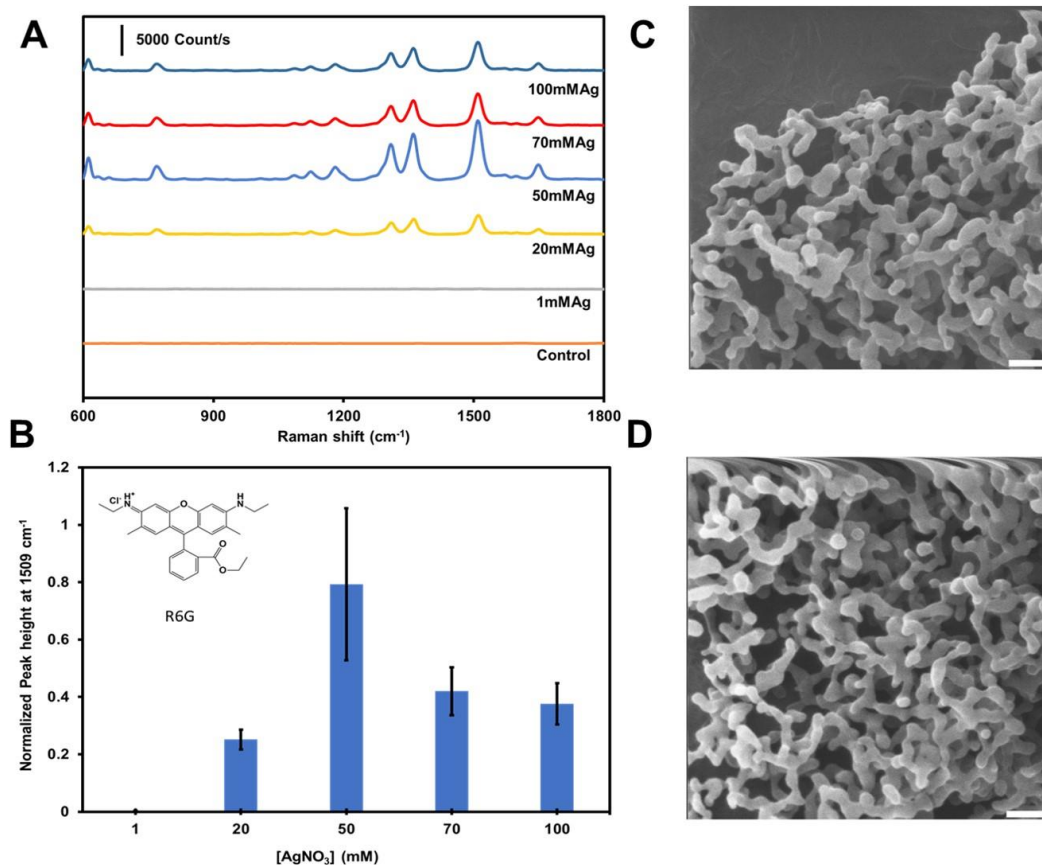 A
5000 Count/s
100mMAg
70mMAg
50mMAg
20mMAg
1mMAg
Control
600 900 1200 1500 1800
Raman shift (cm⁻¹)
B
Normalized Peak height at 1509 cm⁻¹
1.2
1
0.8
0.6
0.4
0.2
0
Cl⁻ H⁺
N
O
H
N
O
O
R6G
1 20 50 70 100
[AgNO₃] (mM)
C
D